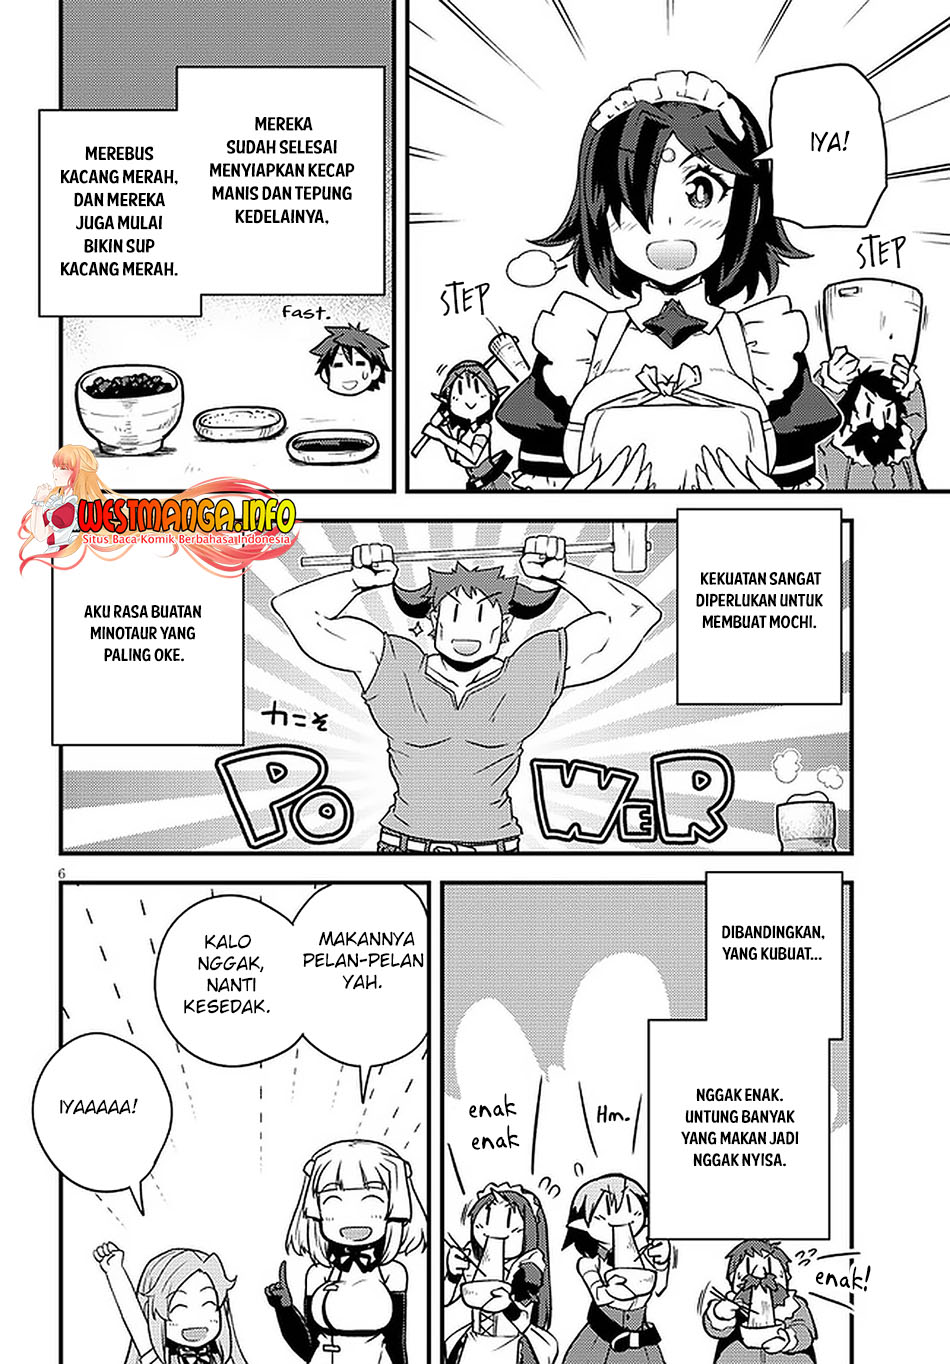 IYA!
STEP
STEP
MEREKA
SUDAH SELESAI
MENYIAPKAN KECAP
MANIS DAN TEPUNG
KEDELAINYA,
MEREBUS
KACANG MERAH,
DAN MEREKA
JUGA MULAI
BIKIN SUP
KACANG MERAH.
Fast.
WESTMANGA.INFO
Situs Baca Komik Berbahasa Indonesia
KEKUATAN SANGAT
DIPERLUKAN UNTUK
MEMBUAT MOCHI.
AKU RASA BUATAN
MINOTAUR YANG
PALING OKE.
力こそ
POWER
6
DIBANDINGKAN,
YANG KUBUAT...
NGGAK ENAK.
UNTUNG BANYAK
YANG MAKAN JADI
NGGAK NYISA.
Hm.
enak
enak
enak!
MAKANNYA
PELAN-PELAN
YAH.
KALO
NGGAK,
NANTI
KESEDAK.
IYAAAAA!